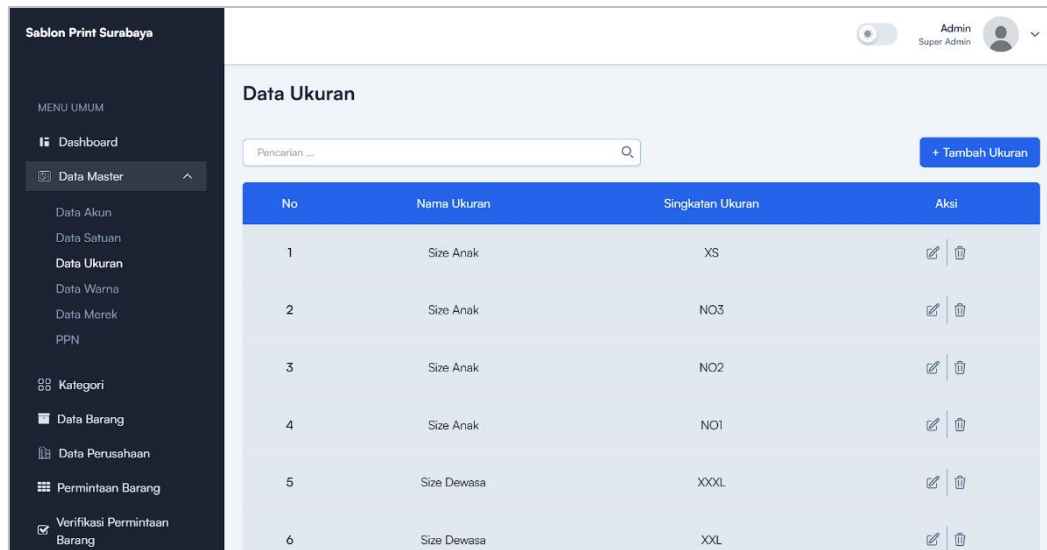 Sablon Print Surabaya
Admin
Super Admin
MENU UMUM
Dashboard
Data Master
Data Akun
Data Satuan
Data Ukuran
Data Warna
Data Merek
PPN
Kategori
Data Barang
Data Perusahaan
Permintaan Barang
Verifikasi Permintaan
Barang
Data Ukuran
Pencarian ...
+ Tambah Ukuran
No Nama Ukuran Singkatan Ukuran Aksi
1 Size Anak XS
2 Size Anak NO3
3 Size Anak NO2
4 Size Anak NO1
5 Size Dewasa XXXL
6 Size Dewasa XXL